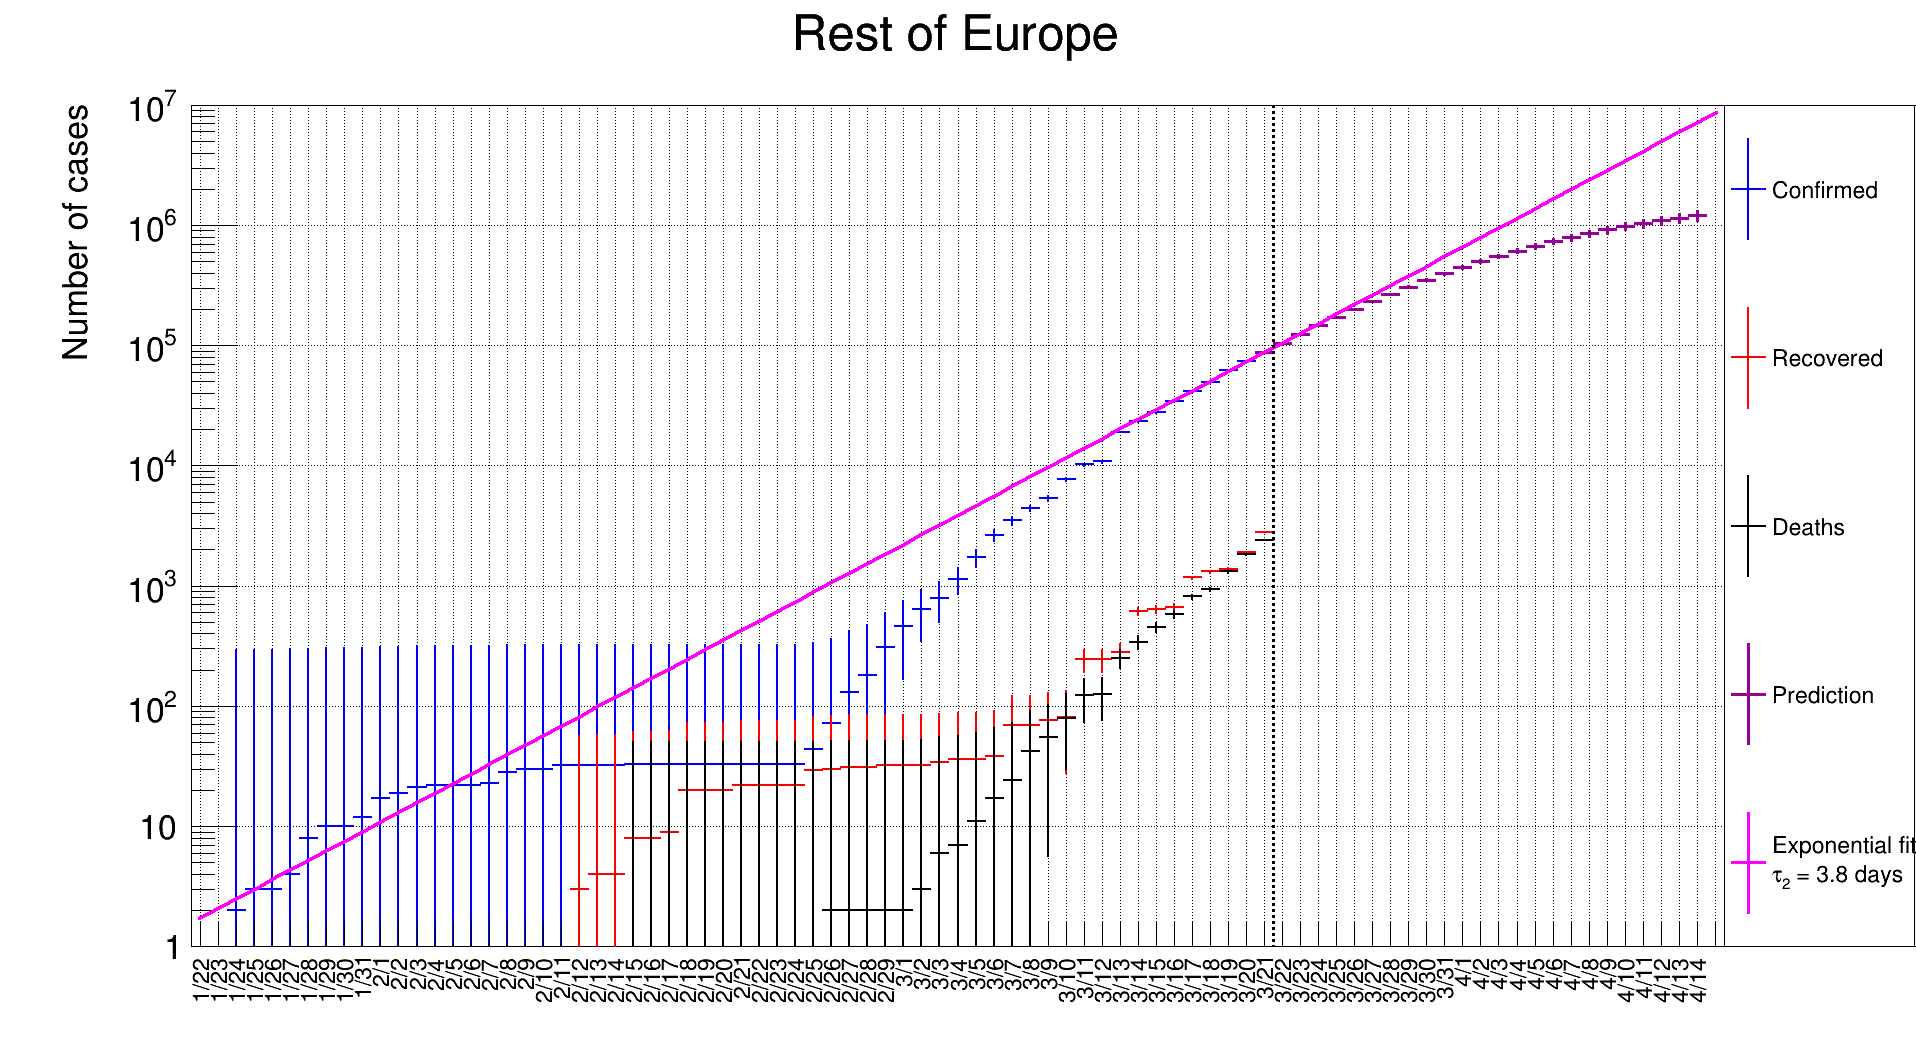 Rest of Europe
Number of cases
10^7
10^6
10^5
10^4
10^3
10^2
10
1
1/22 1/23 1/24 1/25 1/26 1/27 1/28 1/29 1/30 1/31 2/1 2/2 2/3 2/4 2/5 2/6 2/7 2/8 2/9 2/10 2/11 2/12 2/13 2/14 2/15 2/16 2/17 2/18 2/19 2/20 2/21 2/22 2/23 2/24 2/25 2/26 2/27 2/28 2/29 3/1 3/2 3/3 3/4 3/5 3/6 3/7 3/8 3/9 3/10 3/11 3/12 3/13 3/14 3/15 3/16 3/17 3/18 3/19 3/20 3/21 3/22 3/23 3/24 3/25 3/26 3/27 3/28 3/29 3/30 3/31 4/1 4/2 4/3 4/4 4/5 4/6 4/7 4/8 4/9 4/10 4/11 4/12 4/13 4/14
Confirmed
Recovered
Deaths
Prediction
Exponential fit
τ₂ = 3.8 days